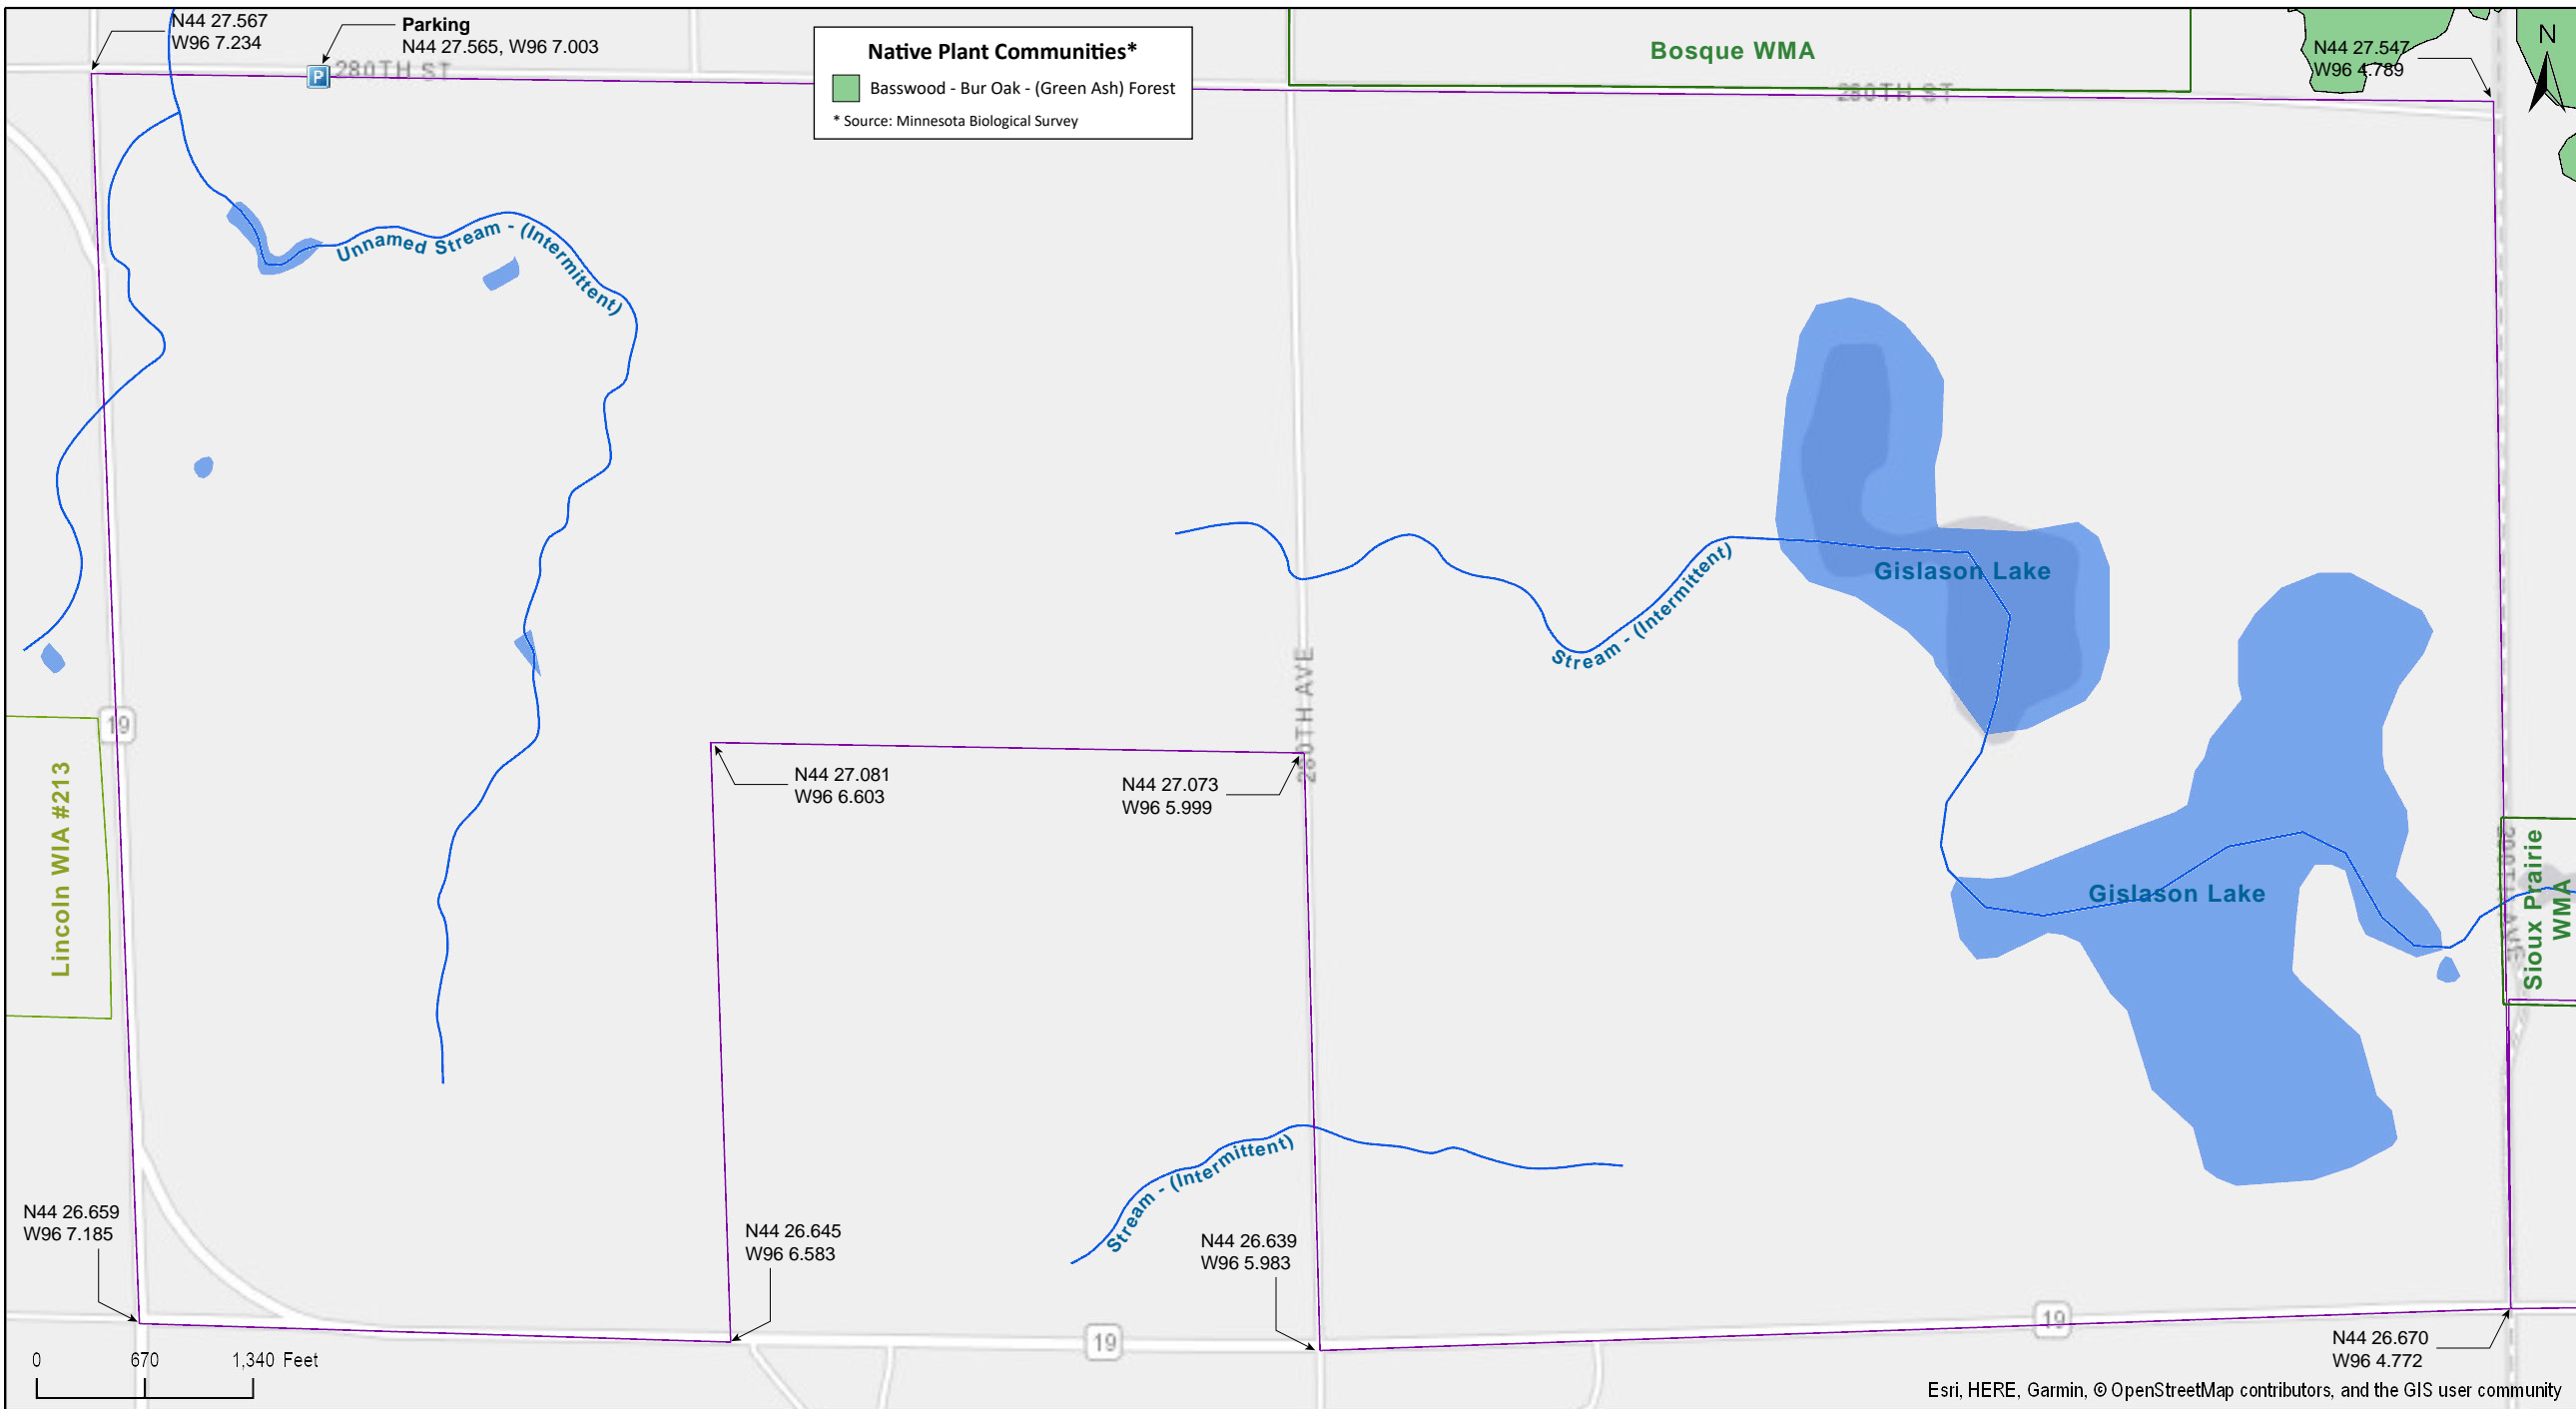 N44 27.567
W96 7.234
Parking
N44 27.565, W96 7.003
P
280TH ST
Native Plant Communities*
Basswood - Bur Oak - (Green Ash) Forest
* Source: Minnesota Biological Survey
Bosque WMA
280TH ST
N44 27.547
W96 4.789
N
Unnamed Stream - (Intermittent)
Stream - (Intermittent)
Gislason Lake
19
280TH AVE
N44 27.081
W96 6.603
N44 27.073
W96 5.999
Lincoln WIA #213
Gislason Lake
Sioux Prairie
WMA
Stream - (Intermittent)
N44 26.659
W96 7.185
N44 26.645
W96 6.583
N44 26.639
W96 5.983
19
19
N44 26.670
W96 4.772
0 670 1,340 Feet
Esri, HERE, Garmin, © OpenStreetMap contributors, and the GIS user community